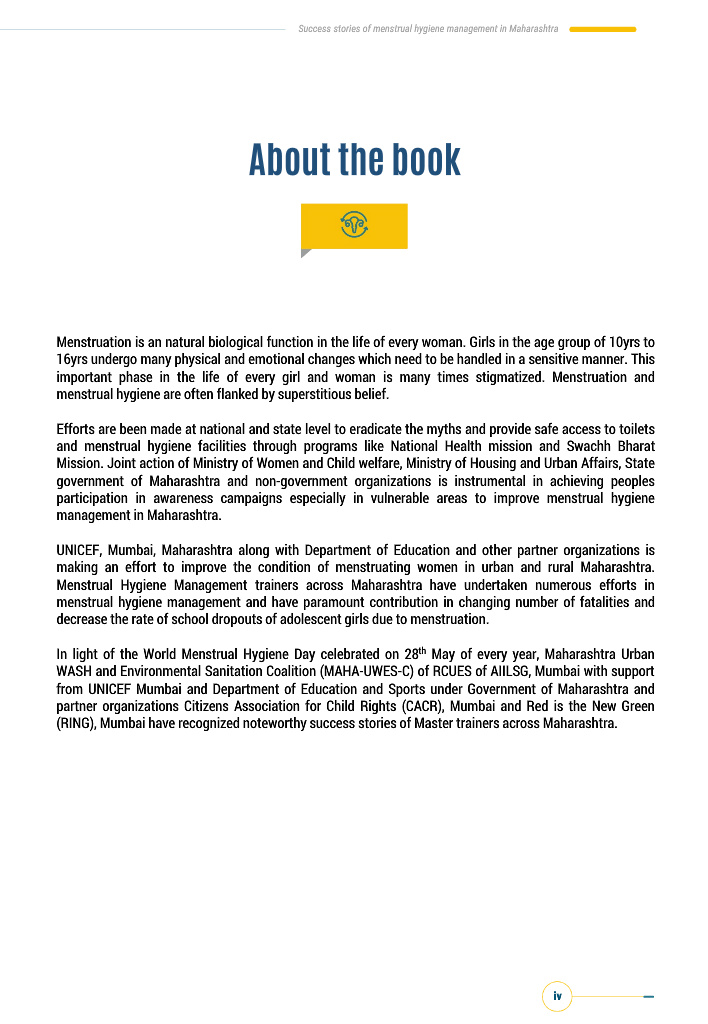 Success stories of menstrual hygiene management in Maharashtra
About the book
Menstruation is an natural biological function in the life of every woman. Girls in the age group of 10yrs to
16yrs undergo many physical and emotional changes which need to be handled in a sensitive manner. This
important phase in the life of every girl and woman is many times stigmatized. Menstruation and
menstrual hygiene are often flanked by superstitious belief.
Efforts are been made at national and state level to eradicate the myths and provide safe access to toilets
and menstrual hygiene facilities through programs like National Health mission and Swachh Bharat
Mission. Joint action of Ministry of Women and Child welfare, Ministry of Housing and Urban Affairs, State
government of Maharashtra and non-government organizations is instrumental in achieving peoples
participation in awareness campaigns especially in vulnerable areas to improve menstrual hygiene
management in Maharashtra.
UNICEF, Mumbai, Maharashtra along with Department of Education and other partner organizations is
making an effort to improve the condition of menstruating women in urban and rural Maharashtra.
Menstrual Hygiene Management trainers across Maharashtra have undertaken numerous efforts in
menstrual hygiene management and have paramount contribution in changing number of fatalities and
decrease the rate of school dropouts of adolescent girls due to menstruation.
In light of the World Menstrual Hygiene Day celebrated on 28th May of every year, Maharashtra Urban
WASH and Environmental Sanitation Coalition (MAHA-UWES-C) of RCUES of AIILSG, Mumbai with support
from UNICEF Mumbai and Department of Education and Sports under Government of Maharashtra and
partner organizations Citizens Association for Child Rights (CACR), Mumbai and Red is the New Green
(RING), Mumbai have recognized noteworthy success stories of Master trainers across Maharashtra.
iv